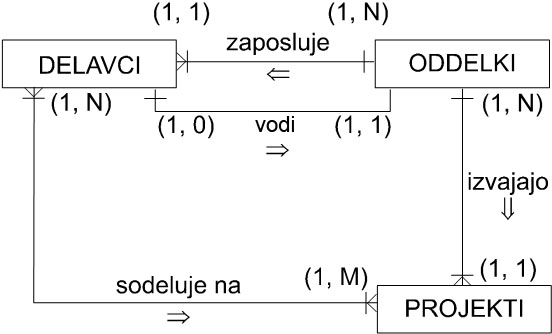 (1, 1) (1, N)
zaposluje
DELAVCI ODDELKI
⇐
(1, N) (1, 0) vodi (1, 1) (1, N)
⇒
izvajajo
⇓
(1, M) (1, 1)
sodeluje na
⇒
PROJEKTI